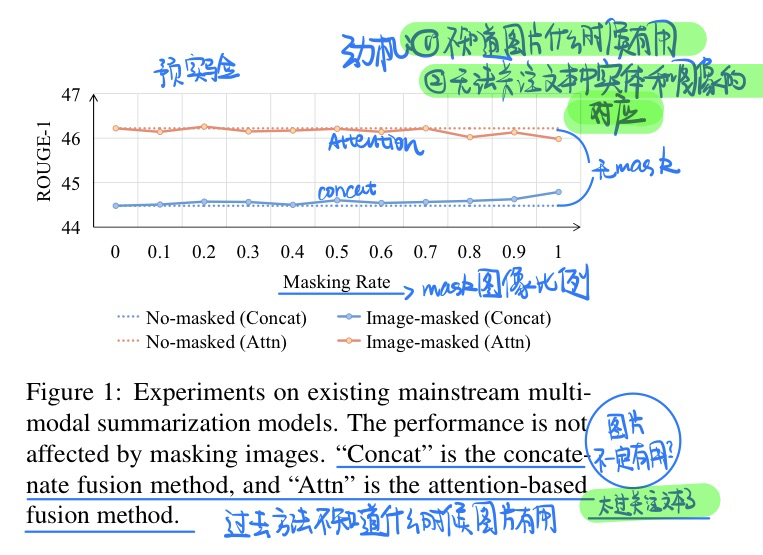 预实验
动机:① 不知道图片什么时候有用
② 无法关注文本中实体和图像的
对应
47
46
45
44
ROUGE-1
Attention
concat
无mask
0 0.1 0.2 0.3 0.4 0.5 0.6 0.7 0.8 0.9 1
Masking Rate
mask图像比例
No-masked (Concat) Image-masked (Concat)
No-masked (Attn) Image-masked (Attn)
Figure 1: Experiments on existing mainstream multi-
modal summarization models. The performance is not
affected by masking images. “Concat” is the concate-
nate fusion method, and “Attn” is the attention-based
fusion method.
图片
不一定有用?
太过关注文本了
过去方法不知道什么时候图片有用